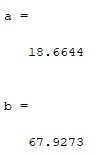 a =
18.6644
b =
67.9273